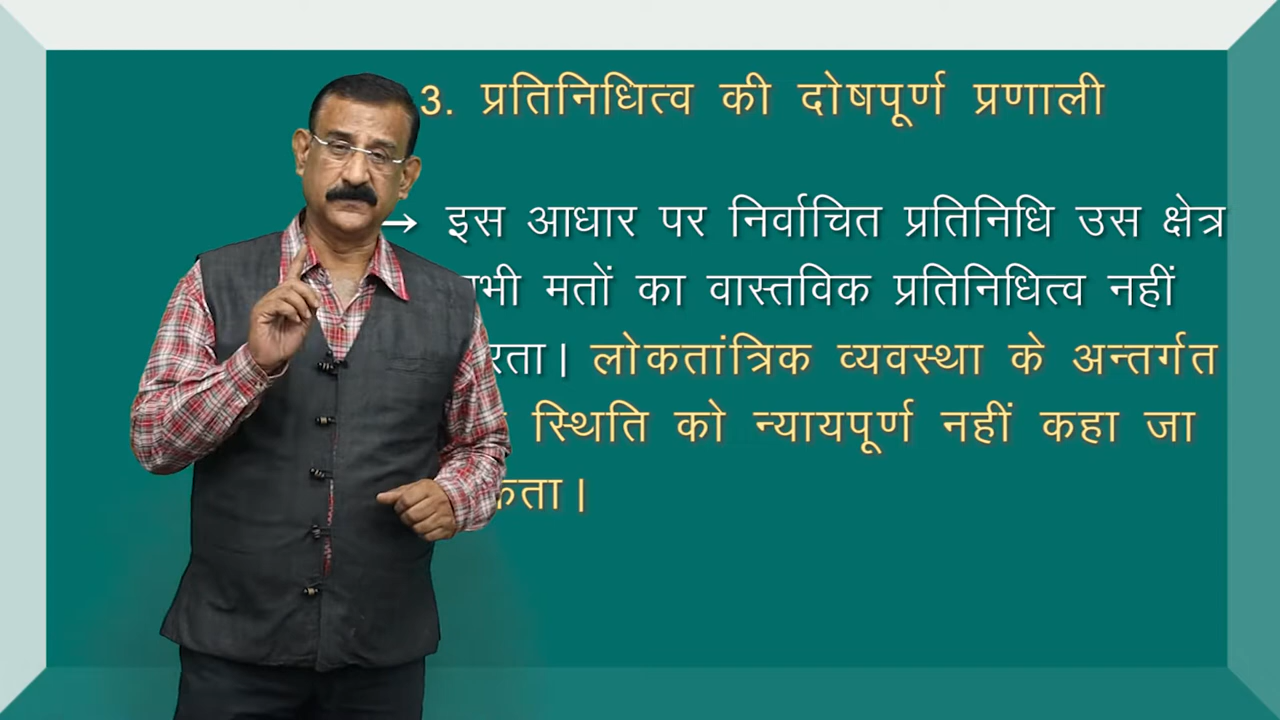 3. प्रतिनिधित्व की दोषपूर्ण प्रणाली
→ इस आधार पर निर्वाचित प्रतिनिधि उस क्षेत्र
मतों का वास्तविक प्रतिनिधित्व नहीं
लोकतांत्रिक व्यवस्था के अन्तर्गत
स्थिति को न्यायपूर्ण नहीं कहा जा